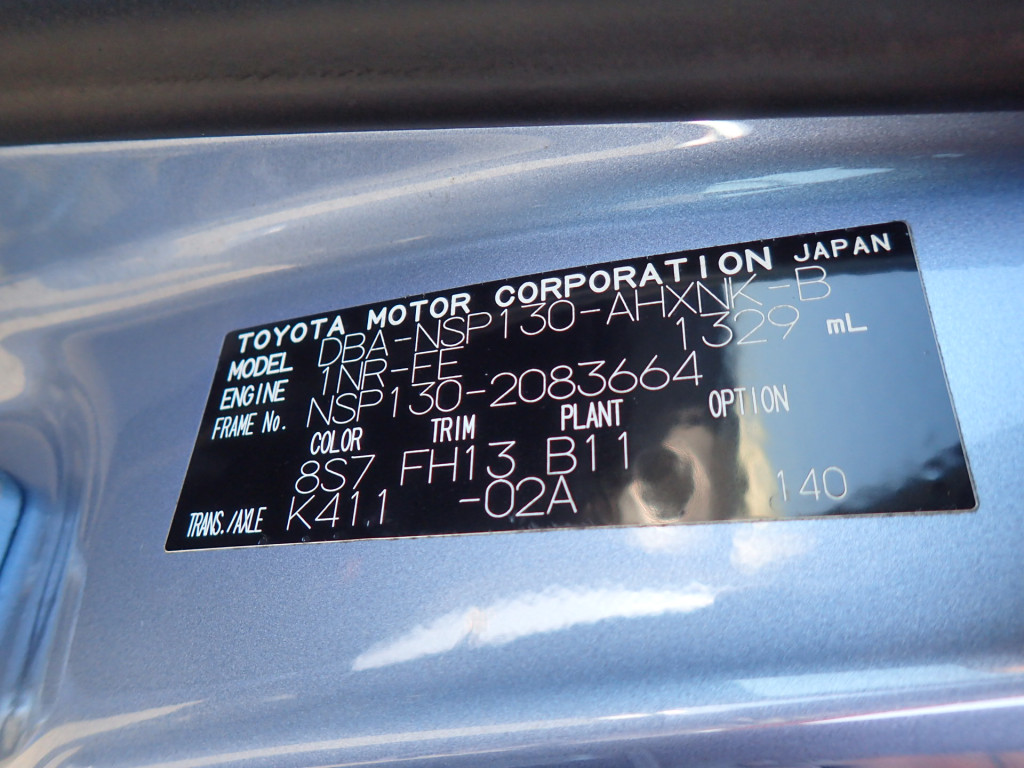 TOYOTA MOTOR CORPORATION JAPAN
MODEL DBA-NSP130-AHXNK-B
ENGINE 1NR-FE 1329 mL
FRAME No. NSP130-2083664
COLOR TRIM PLANT OPTION
8S7 FH13 B11
TRANS./AXLE K411 -02A 140